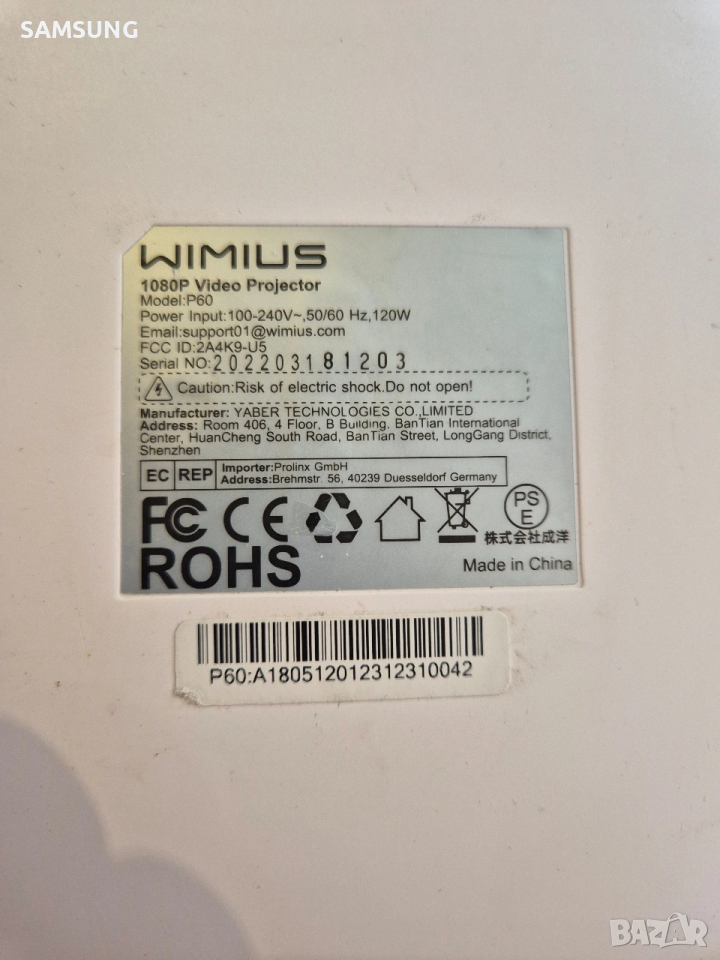 SAMSUNG
WIMIUS
1080P Video Projector
Model:P60
Power Input:100-240V~,50/60 Hz,120W
Email:support01@wimius.com
FCC ID:2A4K9-U5
Serial NO:202203181203
Caution:Risk of electric shock.Do not open!
Manufacturer: YABER TECHNOLOGIES CO.,LIMITED
Address: Room 406, 4 Floor, B Building, BanTian International
Center, HuanCheng South Road, BanTian Street, LongGang District,
Shenzhen
EC REP
Importer:Prolinx GmbH
Address:Brehmstr. 56, 40239 Duesseldorf Germany
FC CE
PS
E
株式会社成洋
ROHS
Made in China
P60:A180512012312310042
BAZAR